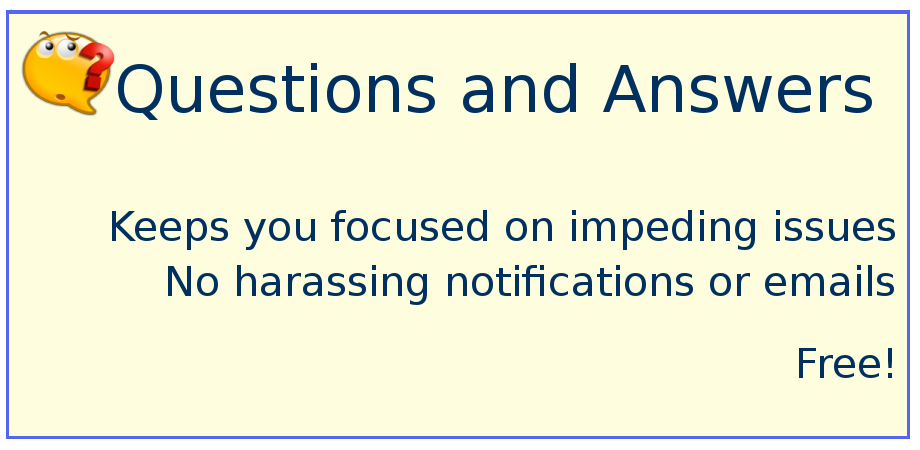 Questions and Answers
Keeps you focused on impeding issues
No harassing notifications or emails
Free!